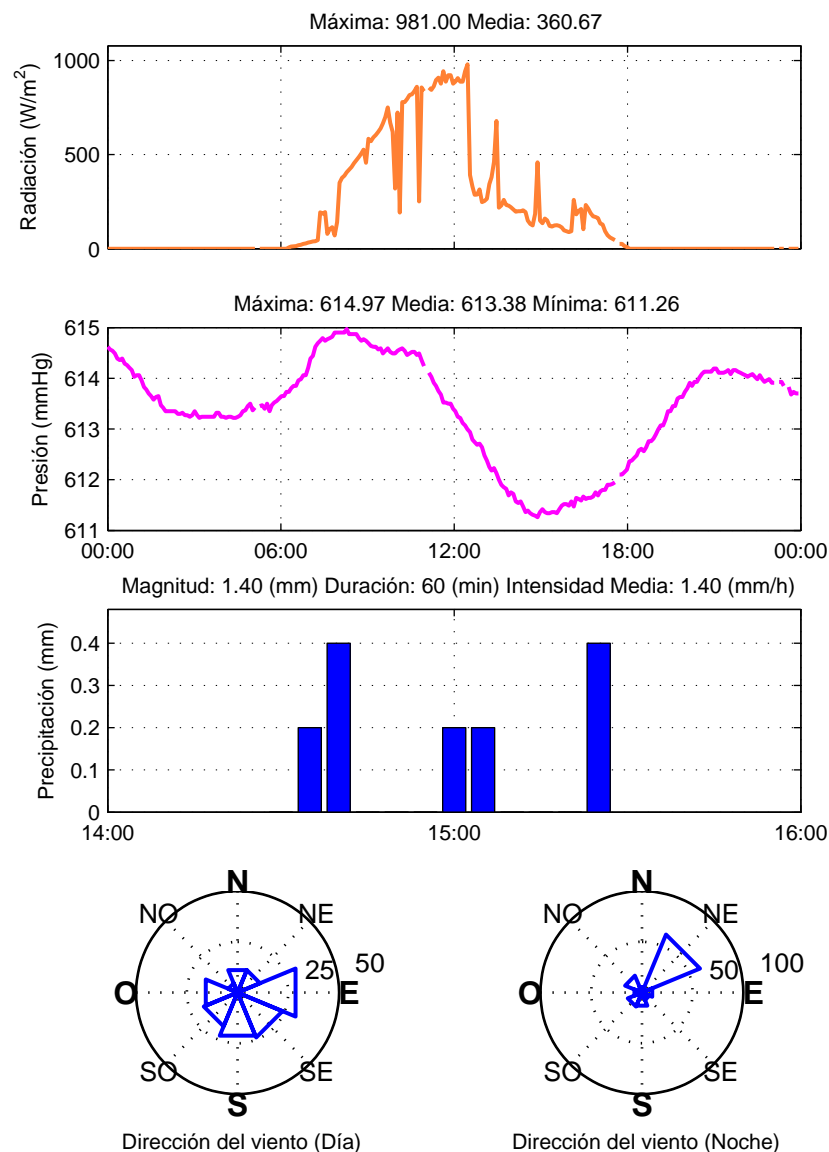 Máxima: 981.00 Media: 360.67
Radiación (W/m²)
1000
500
0
Máxima: 614.97 Media: 613.38 Mínima: 611.26
Presión (mmHg)
615
614
613
612
611
00:00 06:00 12:00 18:00 00:00
Magnitud: 1.40 (mm) Duración: 60 (min) Intensidad Media: 1.40 (mm/h)
Precipitación (mm)
0.4
0.3
0.2
0.1
0
14:00 15:00 16:00
N
NO NE
25 50
O E
SO SE
S
Dirección del viento (Día)
N
NO NE
50 100
O E
SO SE
S
Dirección del viento (Noche)